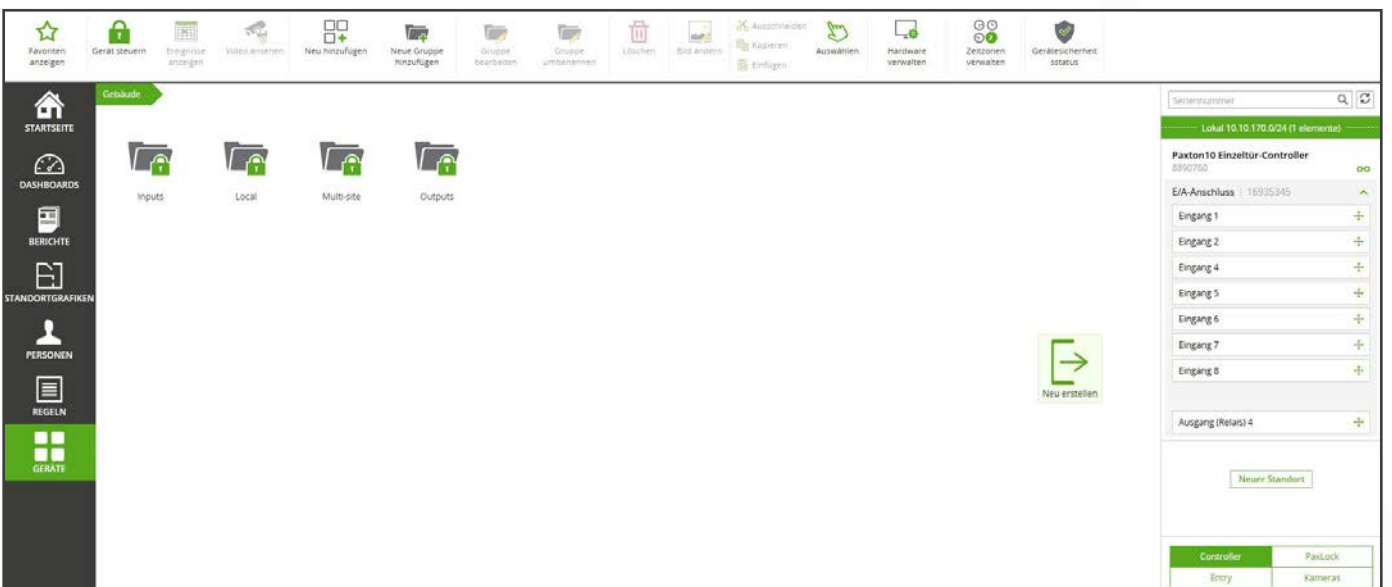 Favoriten anzeigen
Gerät steuern
Ereignisse anzeigen
Video ansehen
Neu hinzufügen
Neue Gruppe hinzufügen
Gruppe bearbeiten
Gruppe umbenennen
Löschen
Bild ändern
Ausschneiden
Kopieren
Einfügen
Auswählen
Hardware verwalten
Zeitzonen verwalten
Gerätesicherheit
sstatus
STARTSEITE
DASHBOARDS
BERICHTE
STANDORTGRAFIKEN
PERSONEN
REGELN
GERÄTE
Gebäude
Inputs
Local
Multi-site
Outputs
Neu erstellen
Seriennummer
Lokal 10.10.170.0/24 (1 elemente)
Paxton10 Einzeltür-Controller
8890760
E/A-Anschluss | 16935345
Eingang 1
Eingang 2
Eingang 4
Eingang 5
Eingang 6
Eingang 7
Eingang 8
Ausgang (Relais) 4
Neuer Standort
Controller
PaxLock
Entry
Kameras